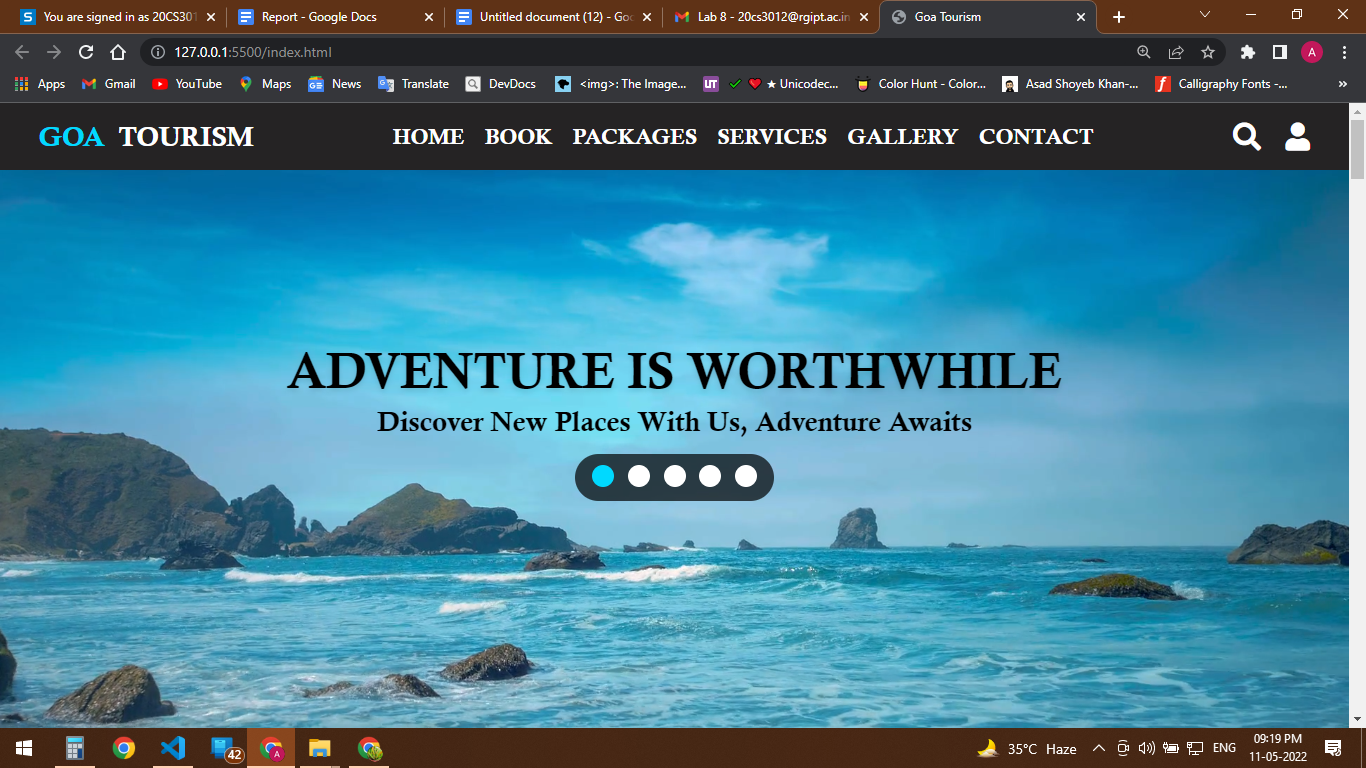 You are signed in as 20CS301
Report - Google Docs
Untitled document (12) - Goo
Lab 8 - 20cs3012@rgipt.ac.in
Goa Tourism
127.0.0.1:5500/index.html
A
Apps
Gmail
YouTube
Maps
News
Translate
DevDocs
<img>: The Image...
UT ✓ ❤ ★ Unicodec...
Color Hunt - Color...
Asad Shoyeb Khan-...
Calligraphy Fonts -...
»
GOA TOURISM
HOME BOOK PACKAGES SERVICES GALLERY CONTACT
ADVENTURE IS WORTHWHILE
Discover New Places With Us, Adventure Awaits
42
A
35°C Haze
ENG
09:19 PM
11-05-2022